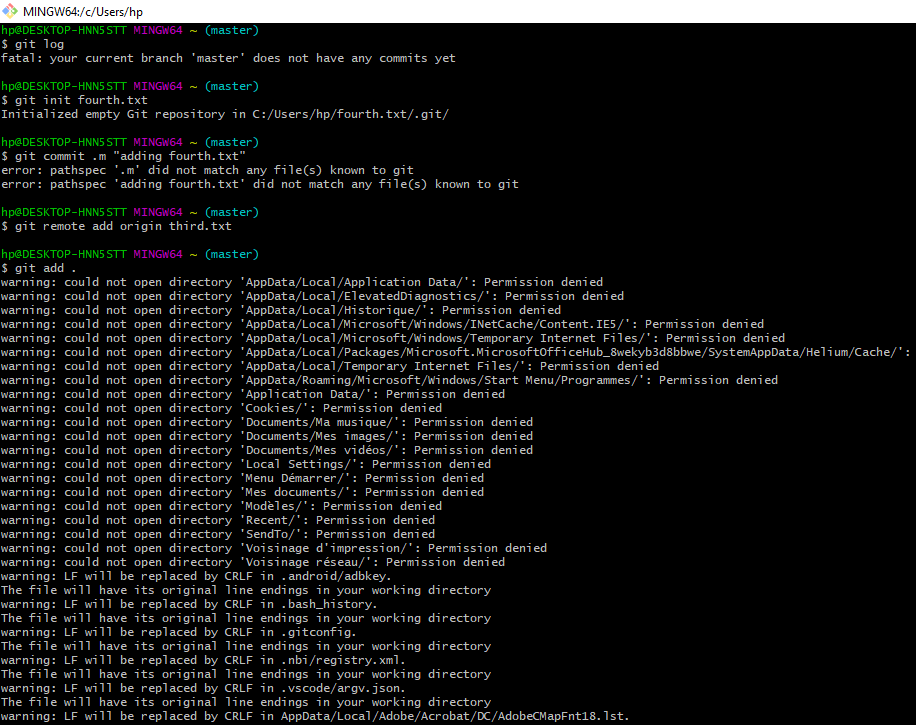 MINGW64:/c/Users/hp
hp@DESKTOP-HNN5STT MINGW64 ~ (master)
$ git log
fatal: your current branch 'master' does not have any commits yet
hp@DESKTOP-HNN5STT MINGW64 ~ (master)
$ git init fourth.txt
Initialized empty Git repository in C:/Users/hp/fourth.txt/.git/
hp@DESKTOP-HNN5STT MINGW64 ~ (master)
$ git commit .m "adding fourth.txt"
error: pathspec '.m' did not match any file(s) known to git
error: pathspec 'adding fourth.txt' did not match any file(s) known to git
hp@DESKTOP-HNN5STT MINGW64 ~ (master)
$ git remote add origin third.txt
hp@DESKTOP-HNN5STT MINGW64 ~ (master)
$ git add .
warning: could not open directory 'AppData/Local/Application Data/': Permission denied
warning: could not open directory 'AppData/Local/ElevatedDiagnostics/': Permission denied
warning: could not open directory 'AppData/Local/Historique/': Permission denied
warning: could not open directory 'AppData/Local/Microsoft/Windows/INetCache/Content.IE5/': Permission denied
warning: could not open directory 'AppData/Local/Microsoft/Windows/Temporary Internet Files/': Permission denied
warning: could not open directory 'AppData/Local/Packages/Microsoft.MicrosoftOfficeHub_8wekyb3d8bbwe/SystemAppData/Helium/Cache/':
warning: could not open directory 'AppData/Local/Temporary Internet Files/': Permission denied
warning: could not open directory 'AppData/Roaming/Microsoft/Windows/Start Menu/Programmes/': Permission denied
warning: could not open directory 'Application Data/': Permission denied
warning: could not open directory 'Cookies/': Permission denied
warning: could not open directory 'Documents/Ma musique/': Permission denied
warning: could not open directory 'Documents/Mes images/': Permission denied
warning: could not open directory 'Documents/Mes vidéos/': Permission denied
warning: could not open directory 'Local Settings/': Permission denied
warning: could not open directory 'Menu Démarrer/': Permission denied
warning: could not open directory 'Mes documents/': Permission denied
warning: could not open directory 'Modèles/': Permission denied
warning: could not open directory 'Recent/': Permission denied
warning: could not open directory 'SendTo/': Permission denied
warning: could not open directory 'Voisinage d'impression/': Permission denied
warning: could not open directory 'Voisinage réseau/': Permission denied
warning: LF will be replaced by CRLF in .android/adbkey.
The file will have its original line endings in your working directory
warning: LF will be replaced by CRLF in .bash_history.
The file will have its original line endings in your working directory
warning: LF will be replaced by CRLF in .gitconfig.
The file will have its original line endings in your working directory
warning: LF will be replaced by CRLF in .nbi/registry.xml.
The file will have its original line endings in your working directory
warning: LF will be replaced by CRLF in .vscode/argv.json.
The file will have its original line endings in your working directory
warning: LF will be replaced by CRLF in AppData/Local/Adobe/Acrobat/DC/AdobeCMapFnt18.lst.